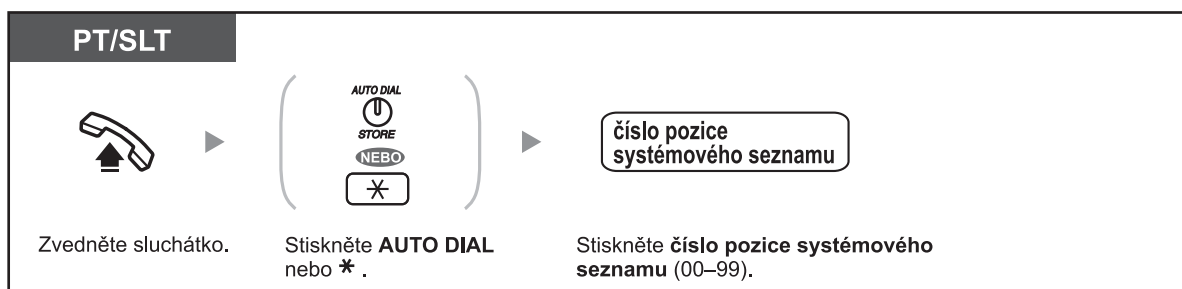 PT/SLT
AUTO DIAL
STORE
NEBO
*
číslo pozice
systémového seznamu
Zvedněte sluchátko.
Stiskněte AUTO DIAL
nebo * .
Stiskněte číslo pozice systémového
seznamu (00–99).